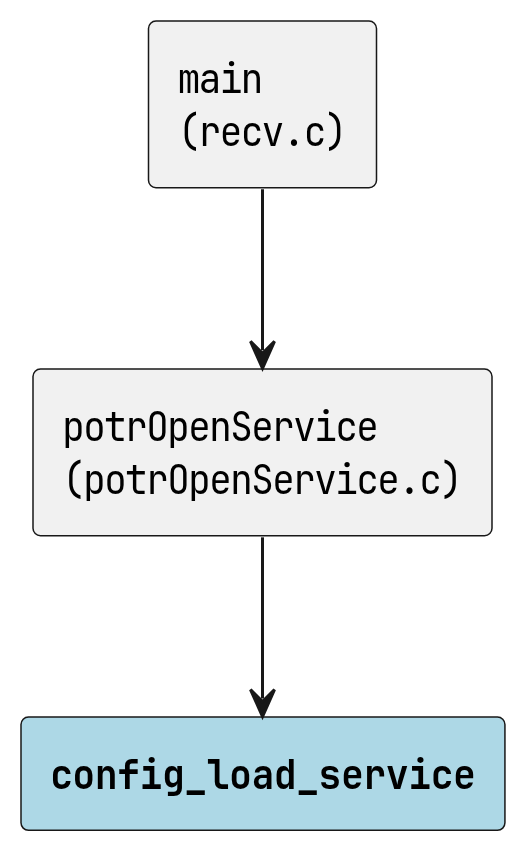 main
(recv.c)
potrOpenService
(potrOpenService.c)
config_load_service